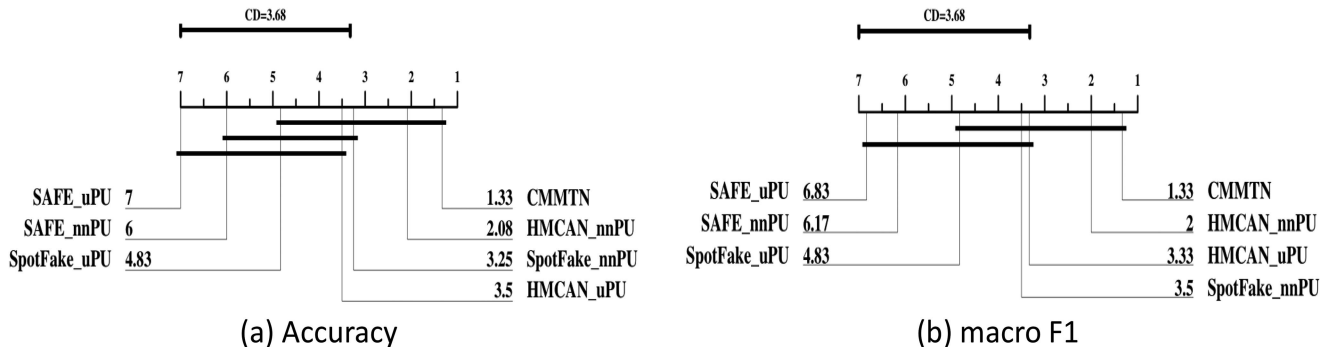 CD=3.68
7 6 5 4 3 2 1
SAFE_uPU 7
SAFE_nnPU 6
SpotFake_uPU 4.83
1.33 CMMTN
2.08 HMCAN_nnPU
3.25 SpotFake_nnPU
3.5 HMCAN_uPU
(a) Accuracy
CD=3.68
7 6 5 4 3 2 1
SAFE_uPU 6.83
SAFE_nnPU 6.17
SpotFake_uPU 4.83
1.33 CMMTN
2 HMCAN_nnPU
3.33 HMCAN_uPU
3.5 SpotFake_nnPU
(b) macro F1